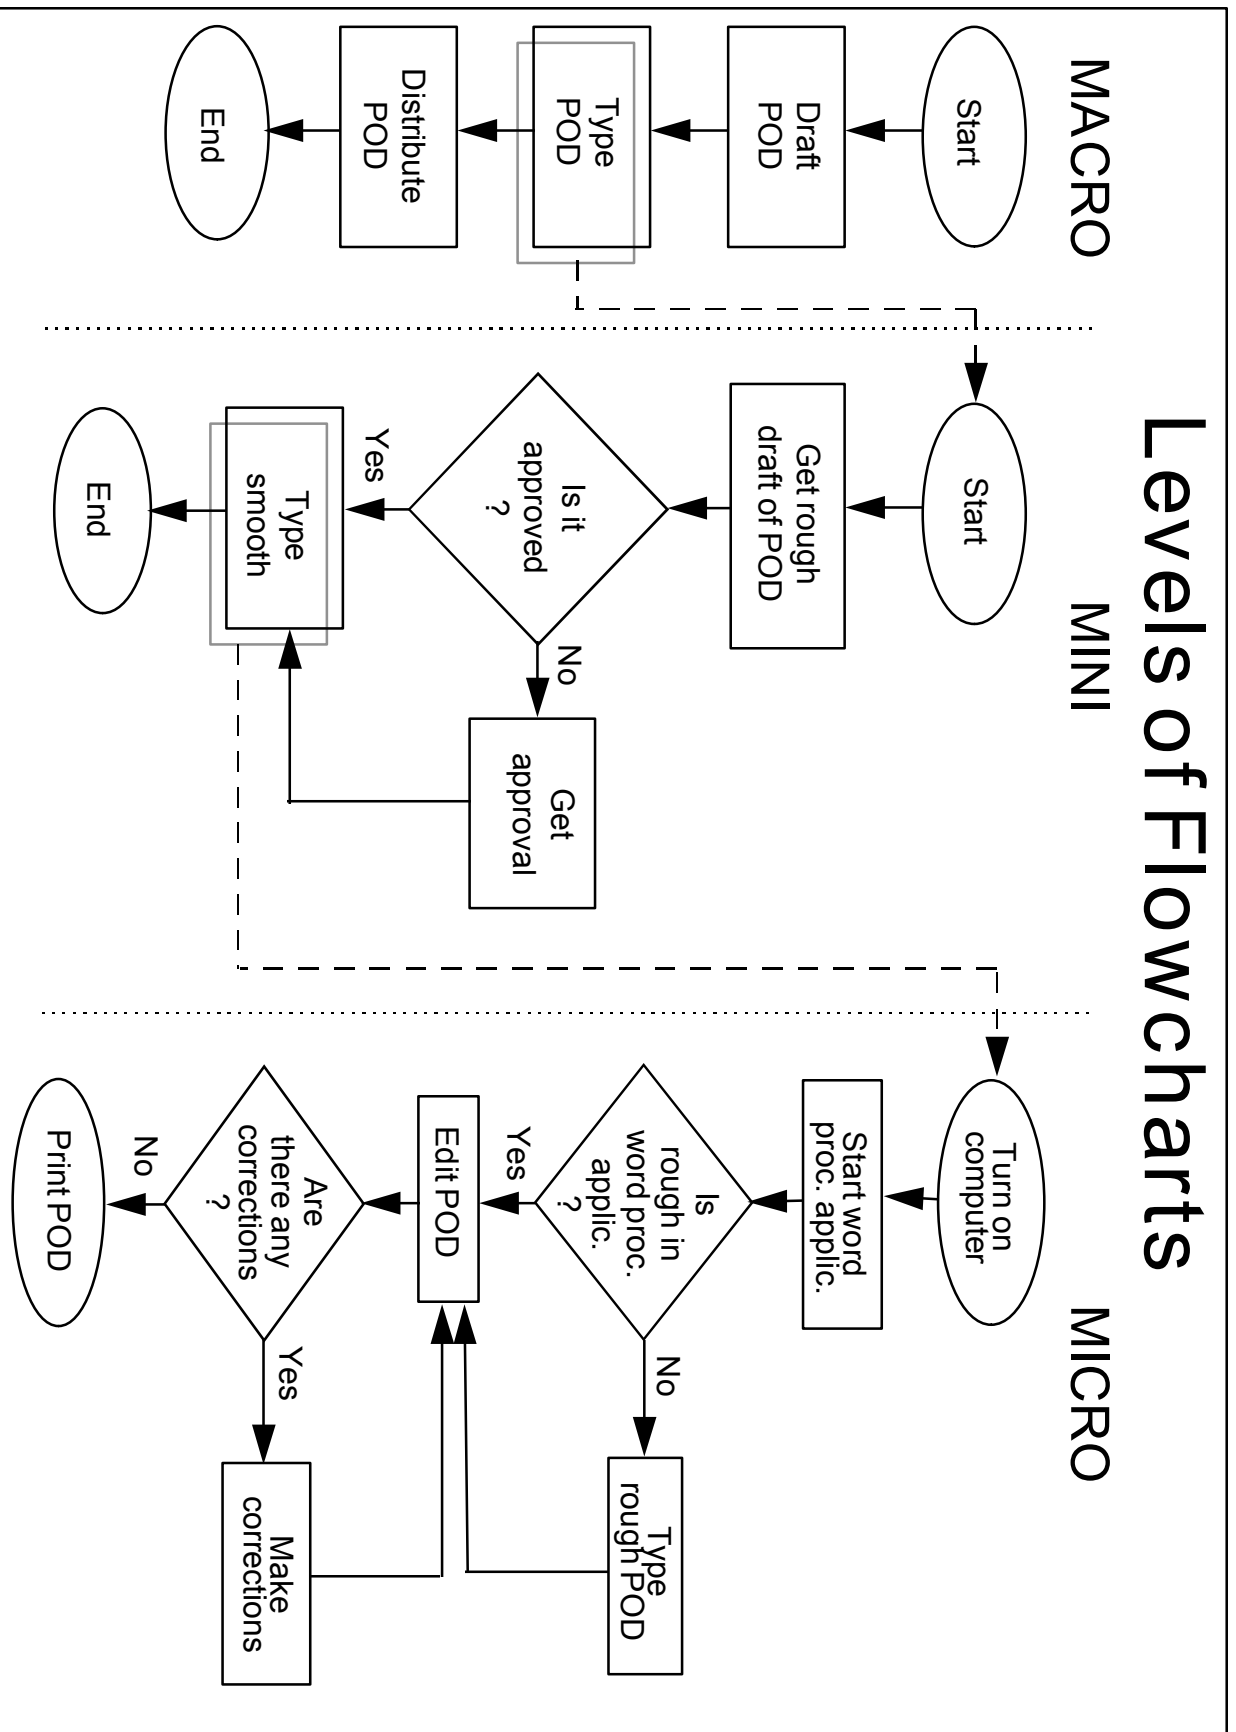 Levels of Flowcharts
MACRO
MINI
MICRO
Start
Draft
POD
Type
POD
Distribute
POD
End
Start
Get rough
draft of POD
Is it
approved
?
No
Get
approval
Yes
Type
smooth
End
Turn on
computer
Start word
proc. applic.
Is
rough in
word proc.
applic.
?
No
Type
rough POD
Yes
Edit POD
Are
there any
corrections
?
Yes
Make
corrections
No
Print POD